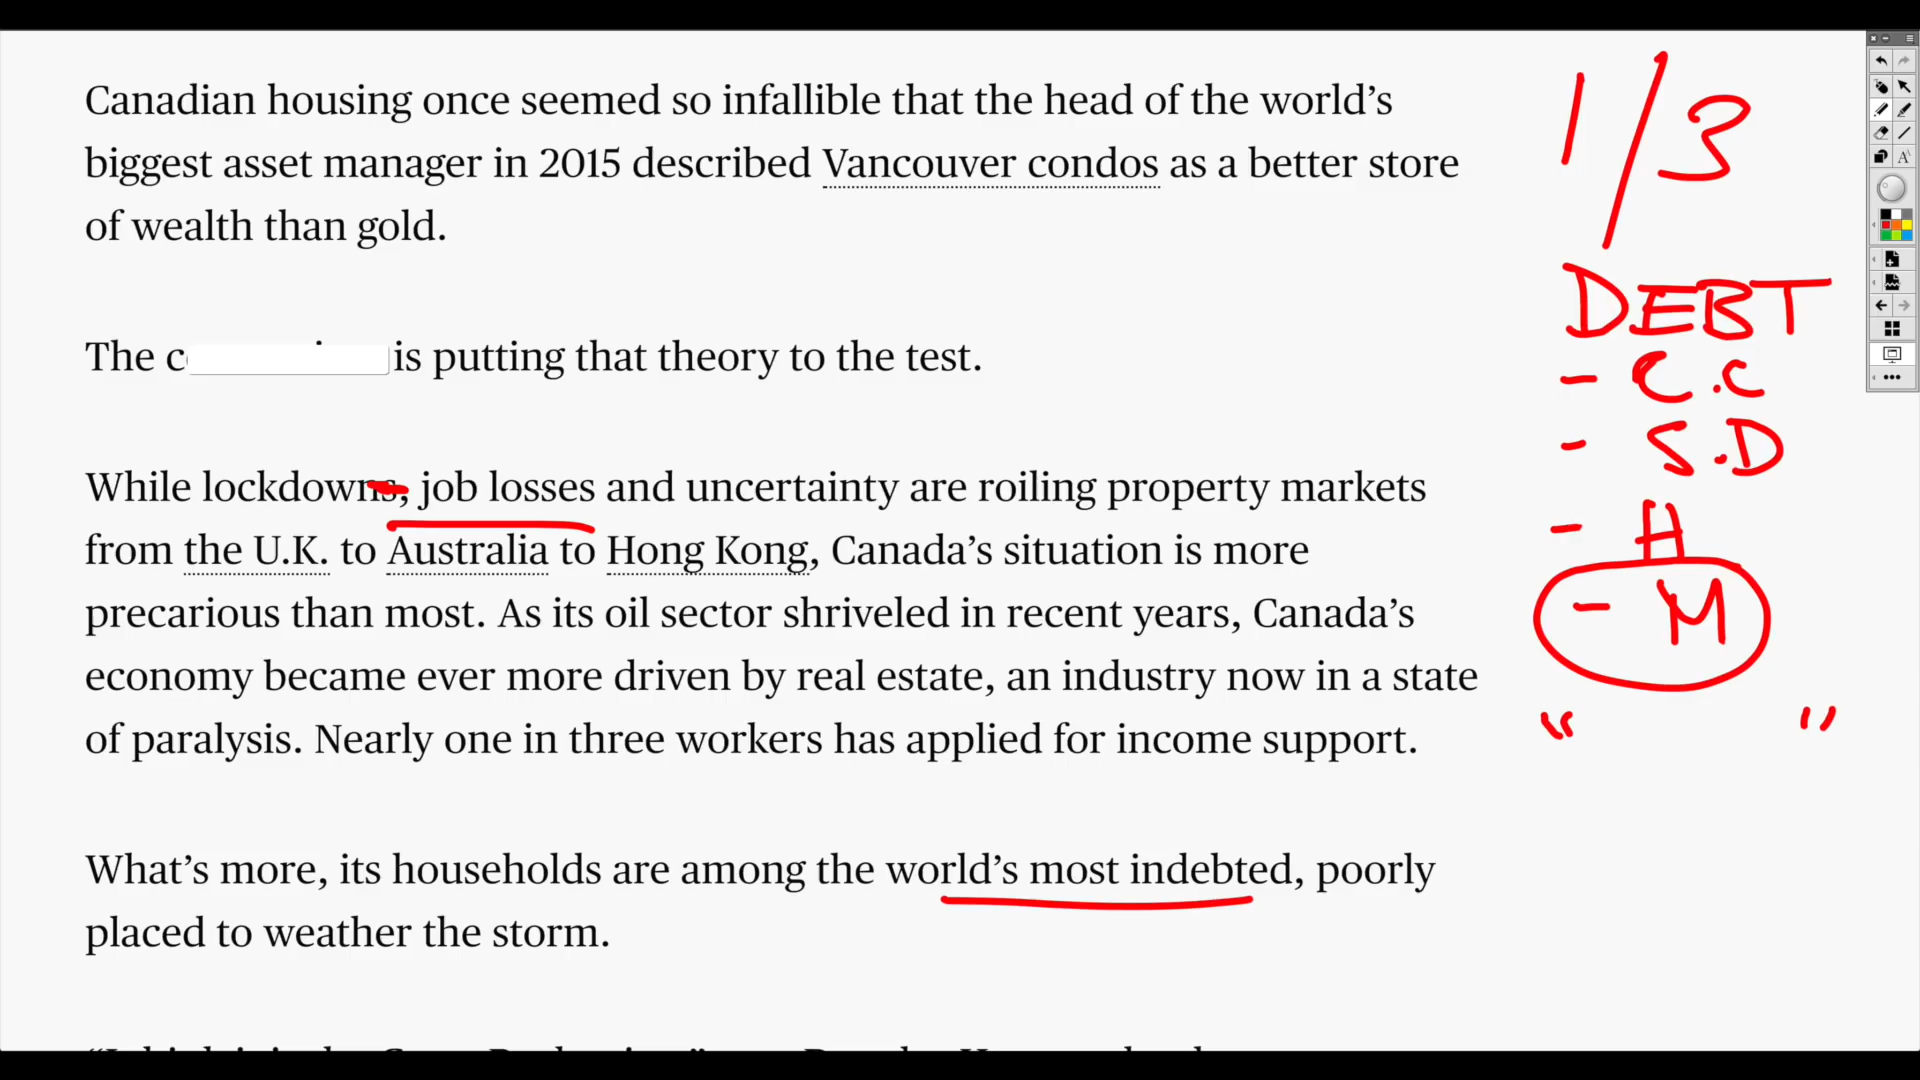 Canadian housing once seemed so infallible that the head of the world’s
biggest asset manager in 2015 described Vancouver condos as a better store
of wealth than gold.
The c is putting that theory to the test.
While lockdowns, job losses and uncertainty are roiling property markets
from the U.K. to Australia to Hong Kong, Canada’s situation is more
precarious than most. As its oil sector shriveled in recent years, Canada’s
economy became ever more driven by real estate, an industry now in a state
of paralysis. Nearly one in three workers has applied for income support.
What’s more, its households are among the world’s most indebted, poorly
placed to weather the storm.
1/3
DEBT
- C.C
- S.D
- H
- M
“ ”